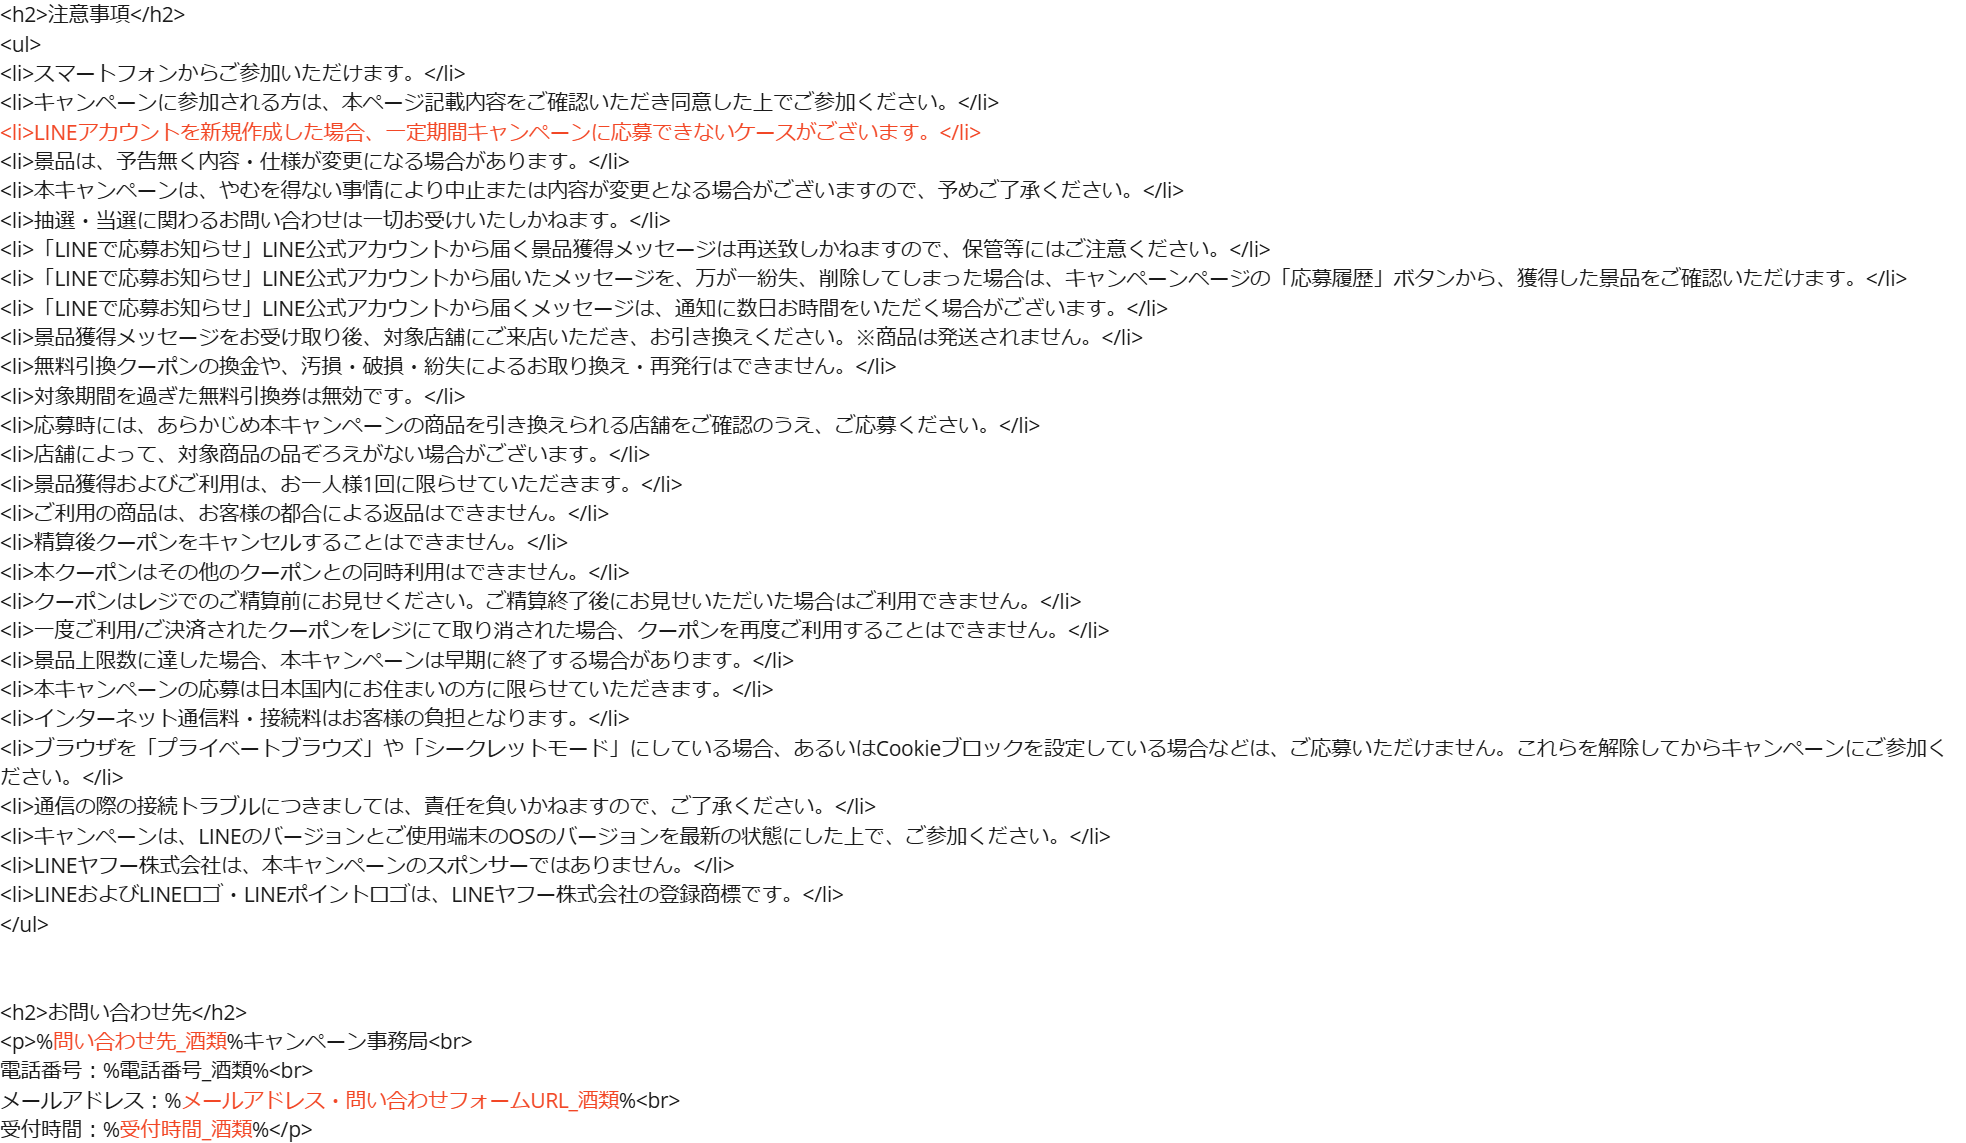 <h2>注意事項</h2>
<ul>
<li>スマートフォンからご参加いただけます。</li>
<li>キャンペーンに参加される方は、本ページ記載内容をご確認いただき同意した上でご参加ください。</li>
<li>LINEアカウントを新規作成した場合、一定期間キャンペーンに応募できないケースがございます。</li>
<li>景品は、予告無く内容・仕様が変更になる場合があります。</li>
<li>本キャンペーンは、やむを得ない事情により中止または内容が変更となる場合がございますので、予めご了承ください。</li>
<li>抽選・当選に関わるお問い合わせは一切お受けいたしかねます。</li>
<li>「LINEで応募お知らせ」LINE公式アカウントから届く景品獲得メッセージは再送致しかねますので、保管等にはご注意ください。</li>
<li>「LINEで応募お知らせ」LINE公式アカウントから届いたメッセージを、万が一紛失、削除してしまった場合は、キャンペーンページの「応募履歴」ボタンから、獲得した景品をご確認いただけます。</li>
<li>「LINEで応募お知らせ」LINE公式アカウントから届くメッセージは、通知に数日お時間をいただく場合がございます。</li>
<li>景品獲得メッセージをお受け取り後、対象店舗にご来店いただき、お引き換えください。※商品は発送されません。</li>
<li>無料引換クーポンの換金や、汚損・破損・紛失によるお取り換え・再発行はできません。</li>
<li>対象期間を過ぎた無料引換券は無効です。</li>
<li>応募時には、あらかじめ本キャンペーンの商品を引き換えられる店舗をご確認のうえ、ご応募ください。</li>
<li>店舗によって、対象商品の品ぞろえがない場合がございます。</li>
<li>景品獲得およびご利用は、お一人様1回に限らせていただきます。</li>
<li>ご利用の商品は、お客様の都合による返品はできません。</li>
<li>精算後クーポンをキャンセルすることはできません。</li>
<li>本クーポンはその他のクーポンとの同時利用はできません。</li>
<li>クーポンはレジでのご精算前にお見せください。ご精算終了後にお見せいただいた場合はご利用できません。</li>
<li>一度ご利用/ご決済されたクーポンをレジにて取り消された場合、クーポンを再度ご利用することはできません。</li>
<li>景品上限数に達した場合、本キャンペーンは早期に終了する場合があります。</li>
<li>本キャンペーンの応募は日本国内にお住まいの方に限らせていただきます。</li>
<li>インターネット通信料・接続料はお客様の負担となります。</li>
<li>ブラウザを「プライベートブラウズ」や「シークレットモード」にしている場合、あるいはCookieブロックを設定している場合などは、ご応募いただけません。これらを解除してからキャンペーンにご参加く
ださい。</li>
<li>通信の際の接続トラブルにつきましては、責任を負いかねますので、ご了承ください。</li>
<li>キャンペーンは、LINEのバージョンとご使用端末のOSのバージョンを最新の状態にした上で、ご参加ください。</li>
<li>LINEヤフー株式会社は、本キャンペーンのスポンサーではありません。</li>
<li>LINEおよびLINEロゴ・LINEポイントロゴは、LINEヤフー株式会社の登録商標です。</li>
</ul>
<h2>お問い合わせ先</h2>
<p>%問い合わせ先_酒類%キャンペーン事務局<br>
電話番号：%電話番号_酒類%<br>
メールアドレス：%メールアドレス・問い合わせフォームURL_酒類%<br>
受付時間：%受付時間_酒類%</p>